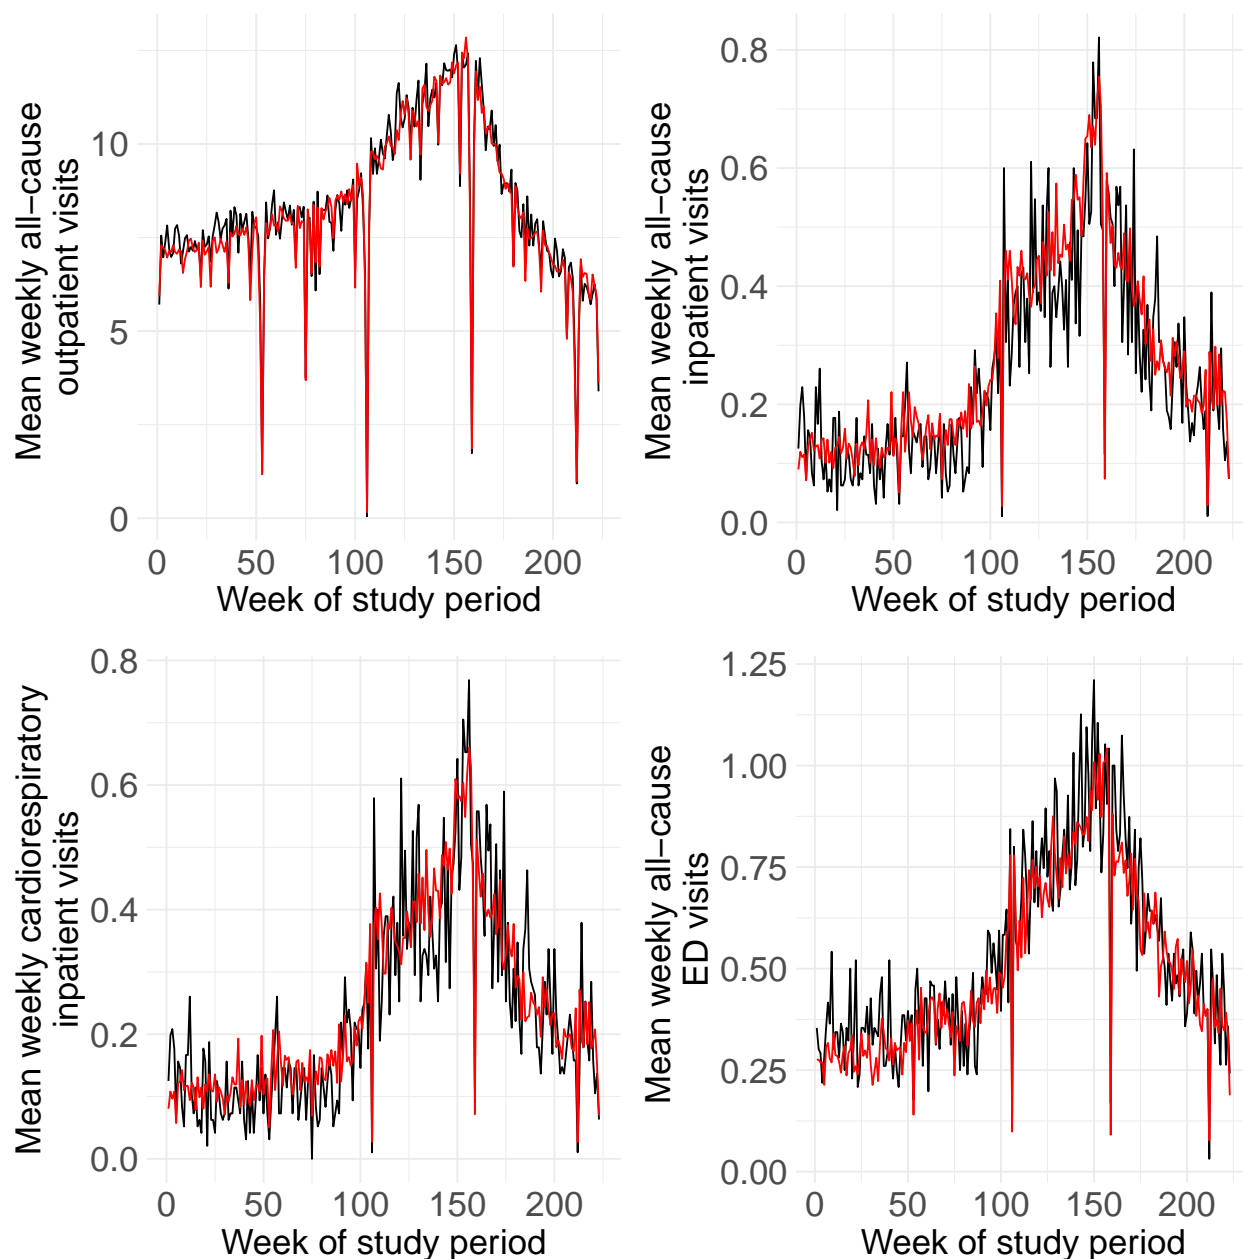 Mean weekly all−cause
outpatient visits
10
5
0
0 50 100 150 200
Week of study period
Mean weekly all−cause
inpatient visits
0.8
0.6
0.4
0.2
0.0
0 50 100 150 200
Week of study period
Mean weekly cardiorespiratory
inpatient visits
0.8
0.6
0.4
0.2
0.0
0 50 100 150 200
Week of study period
Mean weekly all−cause
ED visits
1.25
1.00
0.75
0.50
0.25
0.00
0 50 100 150 200
Week of study period